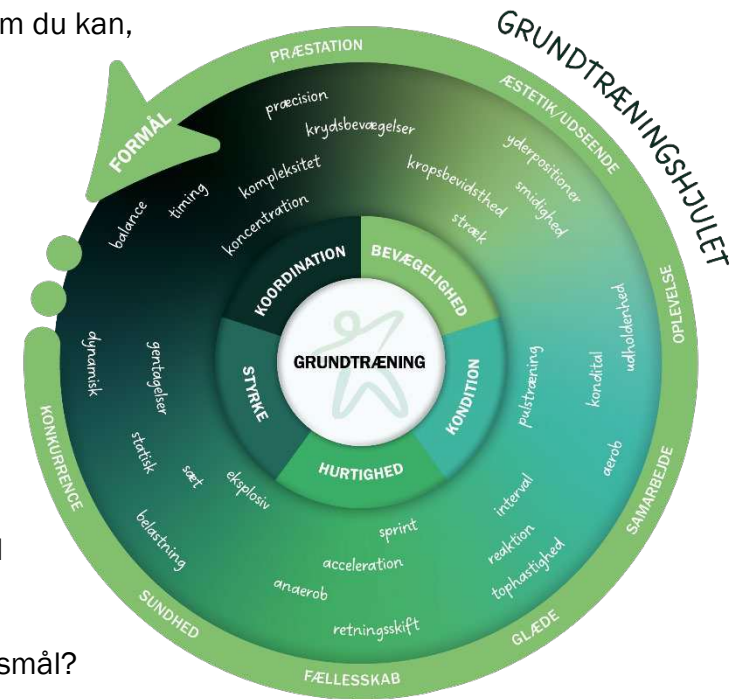 m du kan,
GRUNDTRÆNINGSHJULET
FORMÅL
PRÆSTATION
ÆSTETIK/UDSEENDE
OPLEVELSE
SAMARBEJDE
GLÆDE
FÆLLESSKAB
SUNDHED
KONKURRENCE
GRUNDTRÆNING
KOORDINATION
præcision
krydsbevægelser
kompleksitet
koncentration
timing
balance
BEVÆGELIGHED
yderpositioner
smidighed
kropsbevidsthed
stræk
KONDITION
udholdenhed
kondital
pulstræning
aerob
interval
HURTIGHED
reaktion
tophastighed
sprint
acceleration
anaerob
retningsskift
STYRKE
eksplosiv
sæt
statisk
belastning
gentagelser
dynamisk
smål?